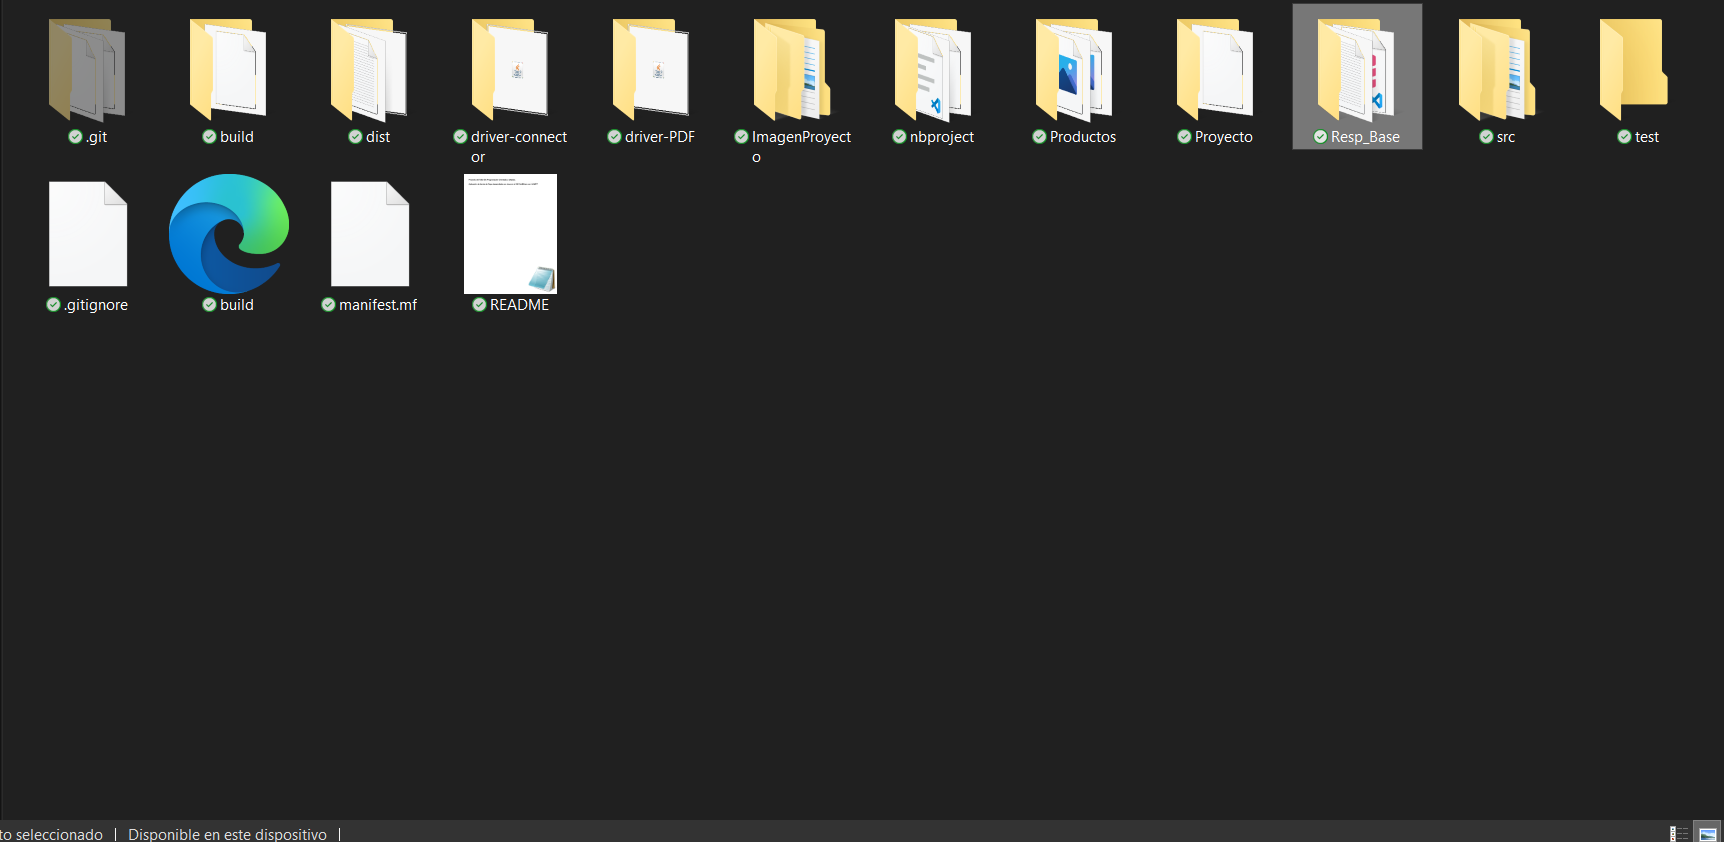 .git
build
dist
driver-connect
or
driver-PDF
ImagenProyect
o
nbproject
Productos
Proyecto
Resp_Base
src
test
.gitignore
build
manifest.mf
README
to seleccionado
Disponible en este dispositivo